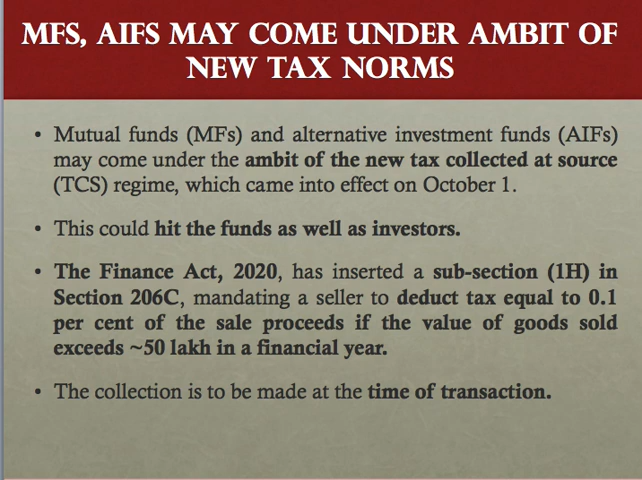 MFS, AIFS MAY COME UNDER AMBIT OF
NEW TAX NORMS
• Mutual funds (MFs) and alternative investment funds (AIFs)
may come under the ambit of the new tax collected at source
(TCS) regime, which came into effect on October 1.
• This could hit the funds as well as investors.
• The Finance Act, 2020, has inserted a sub-section (1H) in
Section 206C, mandating a seller to deduct tax equal to 0.1
per cent of the sale proceeds if the value of goods sold
exceeds ~50 lakh in a financial year.
• The collection is to be made at the time of transaction.